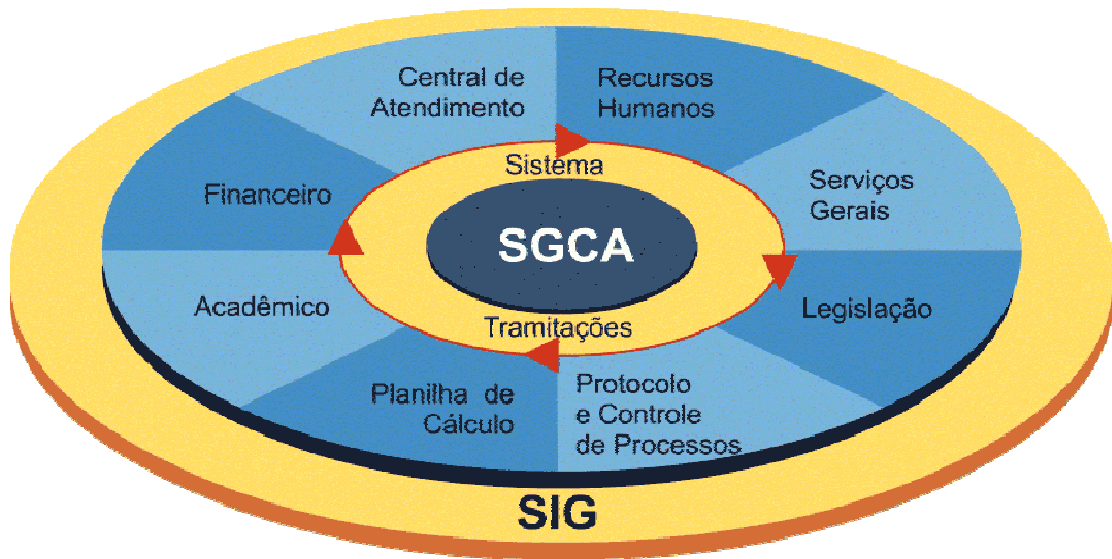 Central de
Atendimento
Recursos
Humanos
Financeiro
Sistema
Serviços
Gerais
SGCA
Acadêmico
Tramitações
Legislação
Planilha de
Cálculo
Protocolo
e Controle
de Processos
SIG